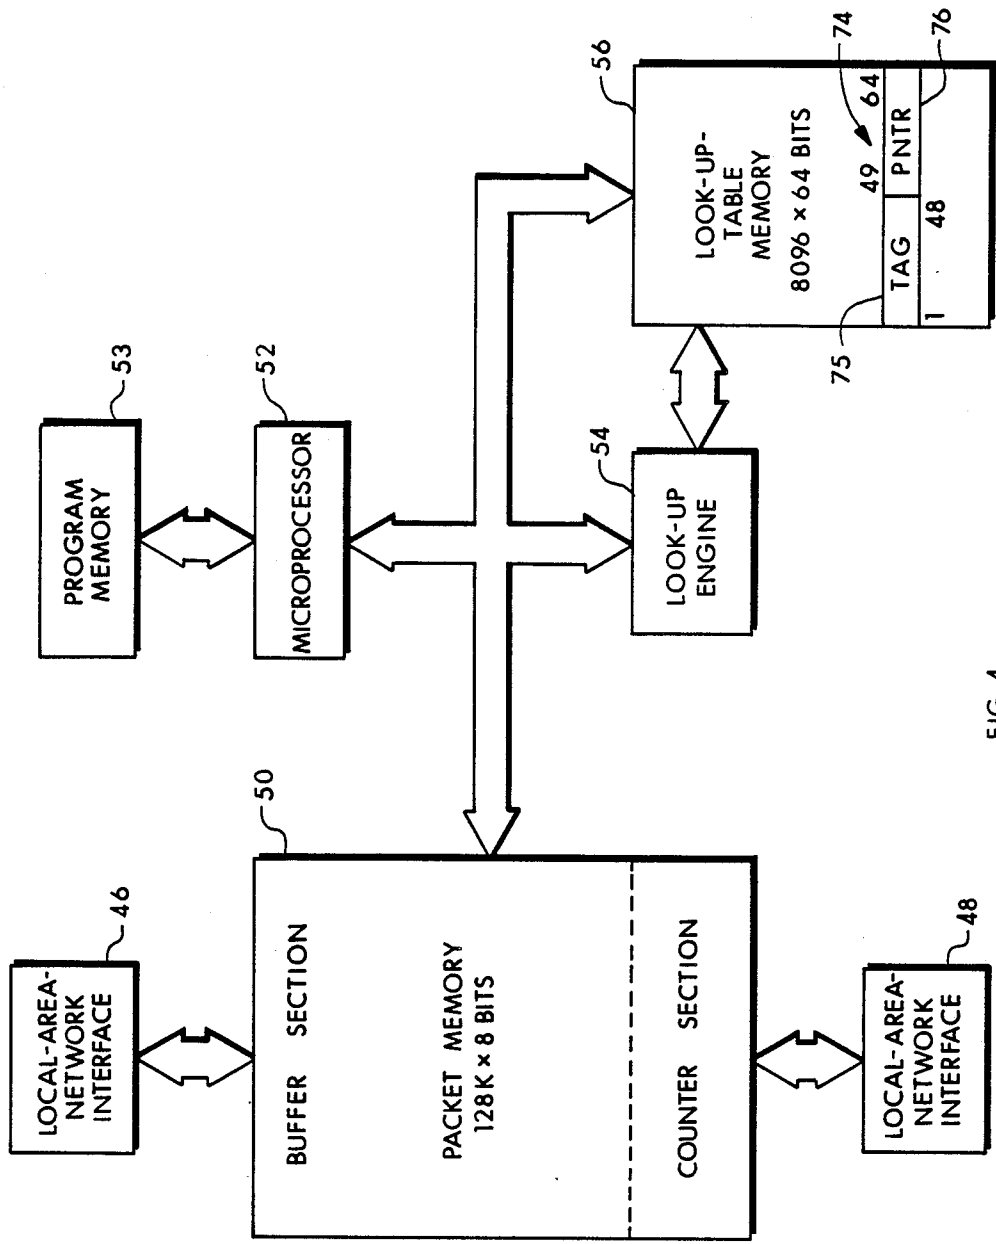 LOCAL-AREA-
NETWORK
INTERFACE
46
BUFFER SECTION
50
PACKET MEMORY
128K × 8 BITS
COUNTER SECTION
LOCAL-AREA-
NETWORK
INTERFACE
48
PROGRAM
MEMORY
53
MICROPROCESSOR
52
LOOK-UP
ENGINE
54
LOOK-UP-
TABLE
MEMORY
8096 × 64 BITS
56
49 64
74
TAG PNTR
75
76
1 48
FIG. 4